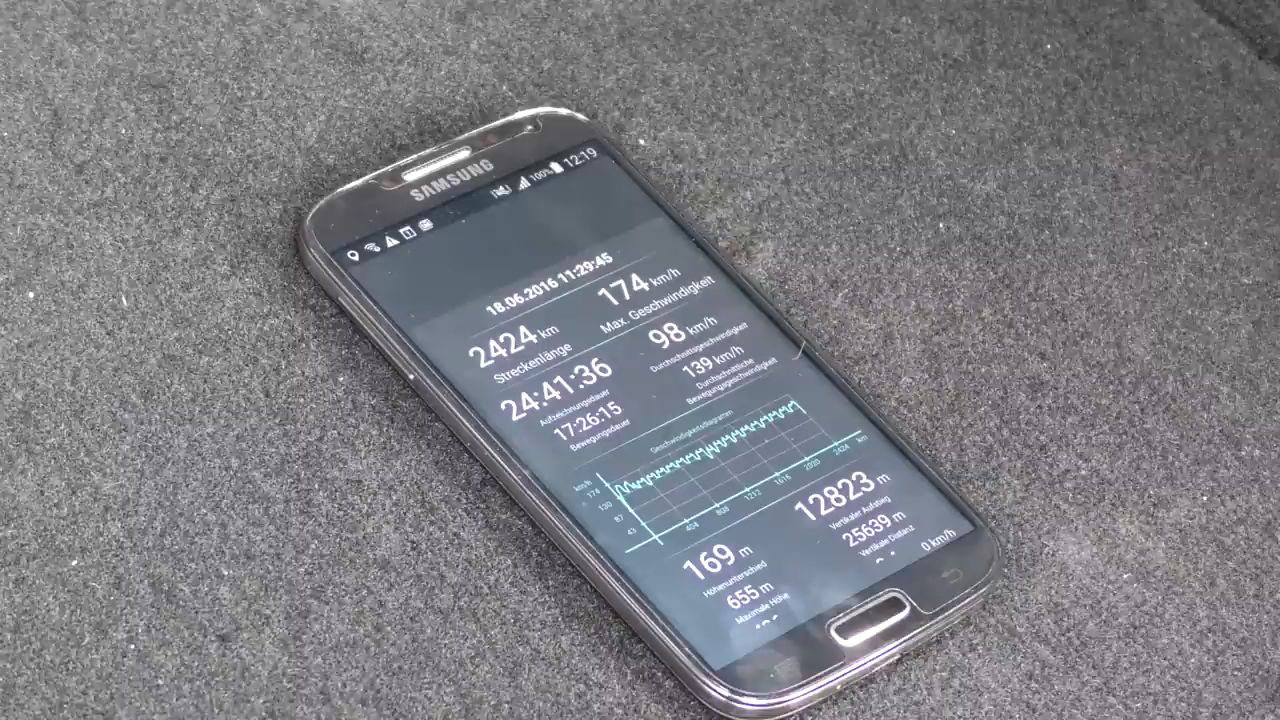 SAMSUNG
100% 12:19
18.06.2016 11:29:45
2424 km
Streckenlänge
174 km/h
Max. Geschwindigkeit
24:41:36
Aufzeichnungsdauer
17:26:15
Bewegungsdauer
98 km/h
Durchschnittsgeschwindigkeit
139 km/h
Durchschnittliche
Bewegungsgeschwindigkeit
Geschwindigkeitsdiagramm
km/h
174
130
87
43
404 808 1212 1616 2020 2424 km
169 m
Höhenunterschied
655 m
Maximale Höhe
12823 m
Vertikaler Aufstieg
25639 m
Vertikale Distanz
0 km/h